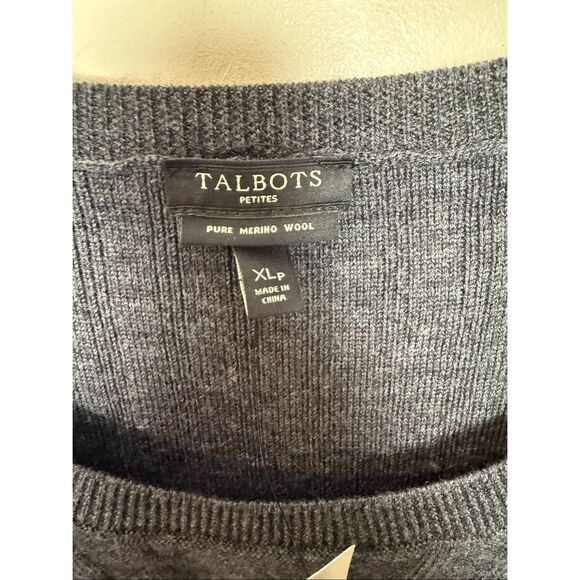 TALBOTS
PETITES
PURE MERINO WOOL
XLP
MADE IN
CHINA